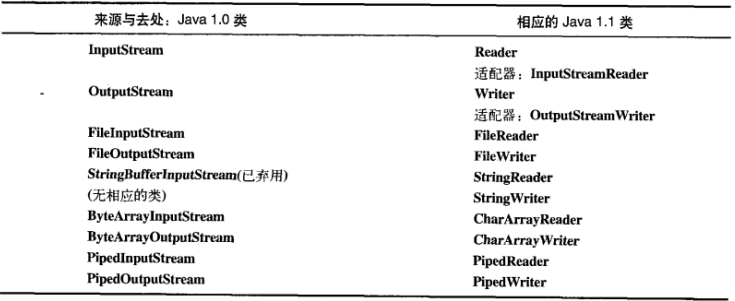 来源与去处：Java 1.0 类 相应的 Java 1.1 类
InputStream Reader
适配器：InputStreamReader
OutputStream Writer
适配器：OutputStreamWriter
FileInputStream FileReader
FileOutputStream FileWriter
StringBufferInputStream(已弃用) StringReader
(无相应的类) StringWriter
ByteArrayInputStream CharArrayReader
ByteArrayOutputStream CharArrayWriter
PipedInputStream PipedReader
PipedOutputStream PipedWriter